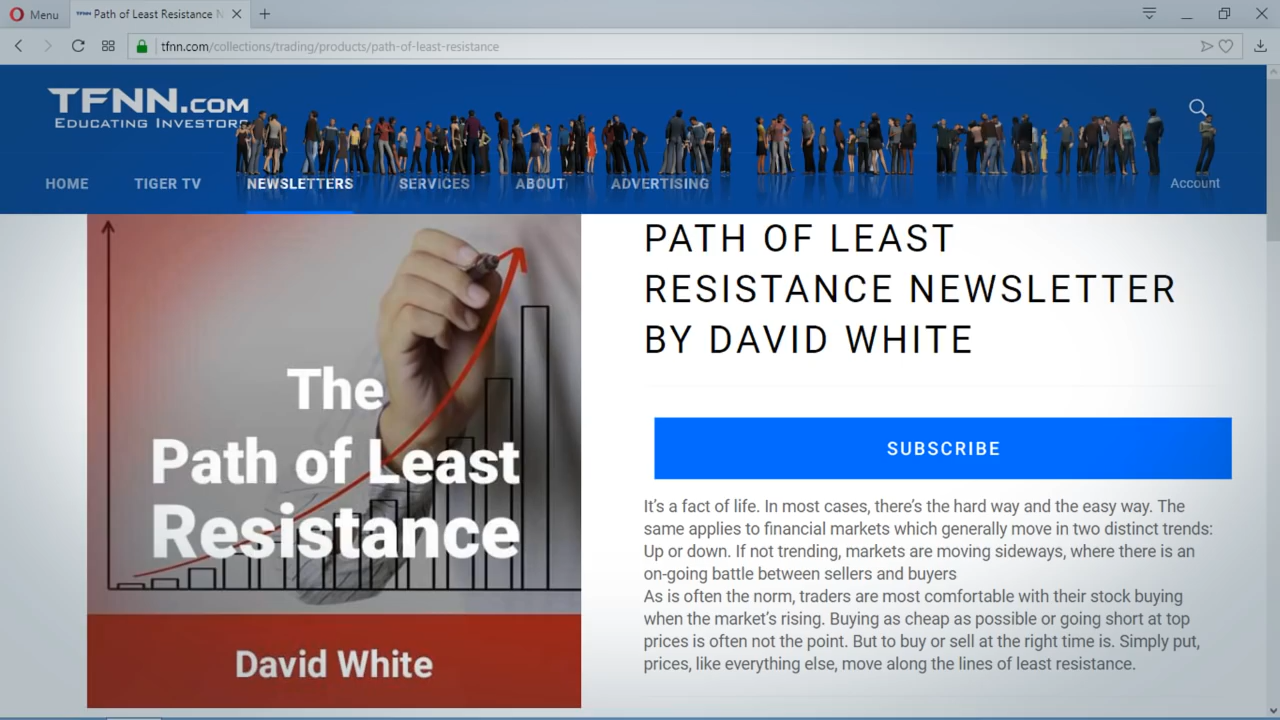 Menu
Path of Least Resistance N
tfnn.com/collections/trading/products/path-of-least-resistance
TFNN.COM
EDUCATING INVESTORS
HOME
TIGER TV
NEWSLETTERS
SERVICES
ABOUT
ADVERTISING
Account
The
Path of Least
Resistance
David White
PATH OF LEAST
RESISTANCE NEWSLETTER
BY DAVID WHITE
SUBSCRIBE
It's a fact of life. In most cases, there's the hard way and the easy way. The
same applies to financial markets which generally move in two distinct trends:
Up or down. If not trending, markets are moving sideways, where there is an
on-going battle between sellers and buyers
As is often the norm, traders are most comfortable with their stock buying
when the market's rising. Buying as cheap as possible or going short at top
prices is often not the point. But to buy or sell at the right time is. Simply put,
prices, like everything else, move along the lines of least resistance.